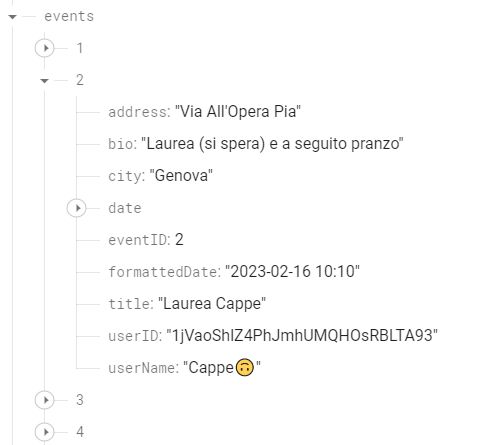 events
1
2
address: "Via All'Opera Pia"
bio: "Laurea (si spera) e a seguito pranzo"
city: "Genova"
date
eventID: 2
formattedDate: "2023-02-16 10:10"
title: "Laurea Cappe"
userID: "1jVaoShIZ4PhJmhUMQHOsRBLTA93"
userName: "Cappe🙃"
3
4